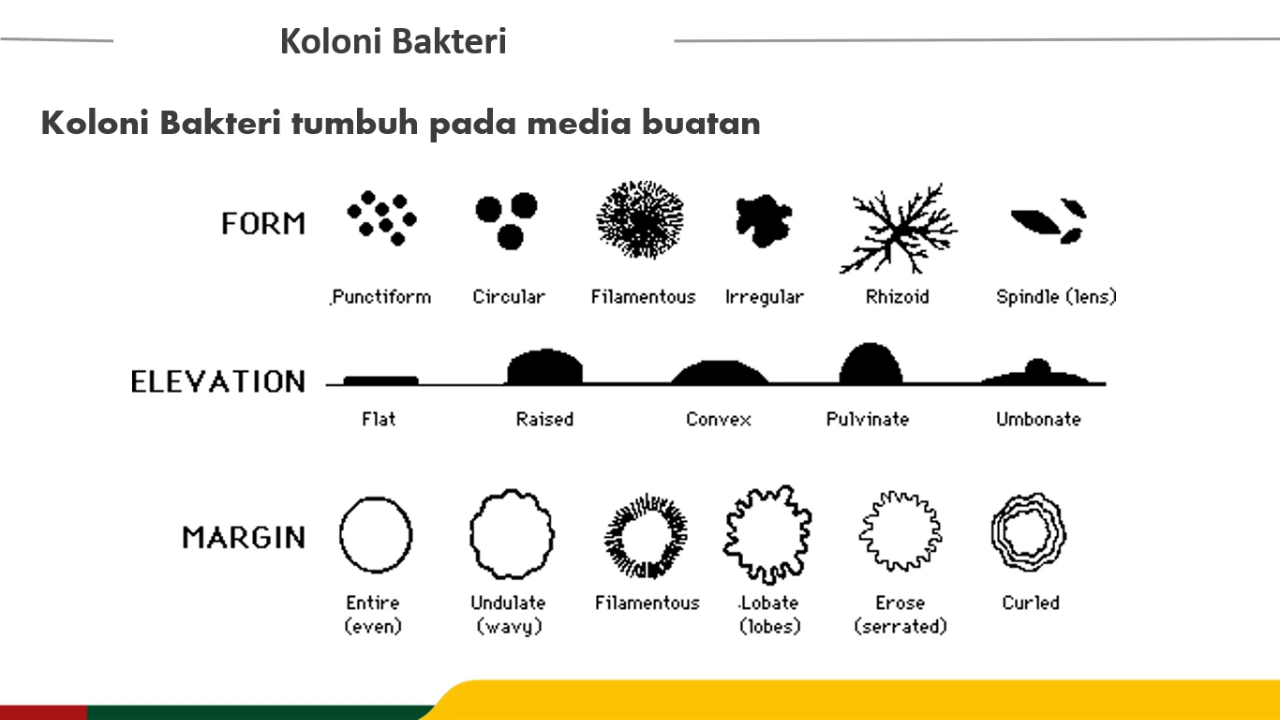 Koloni Bakteri
Koloni Bakteri tumbuh pada media buatan
FORM
Punctiform Circular Filamentous Irregular Rhizoid Spindle (lens)
ELEVATION
Flat Raised Convex Pulvinate Umbonate
MARGIN
Entire Undulate Filamentous Lobate Erose Curled
(even) (wavy) (lobes) (serrated)